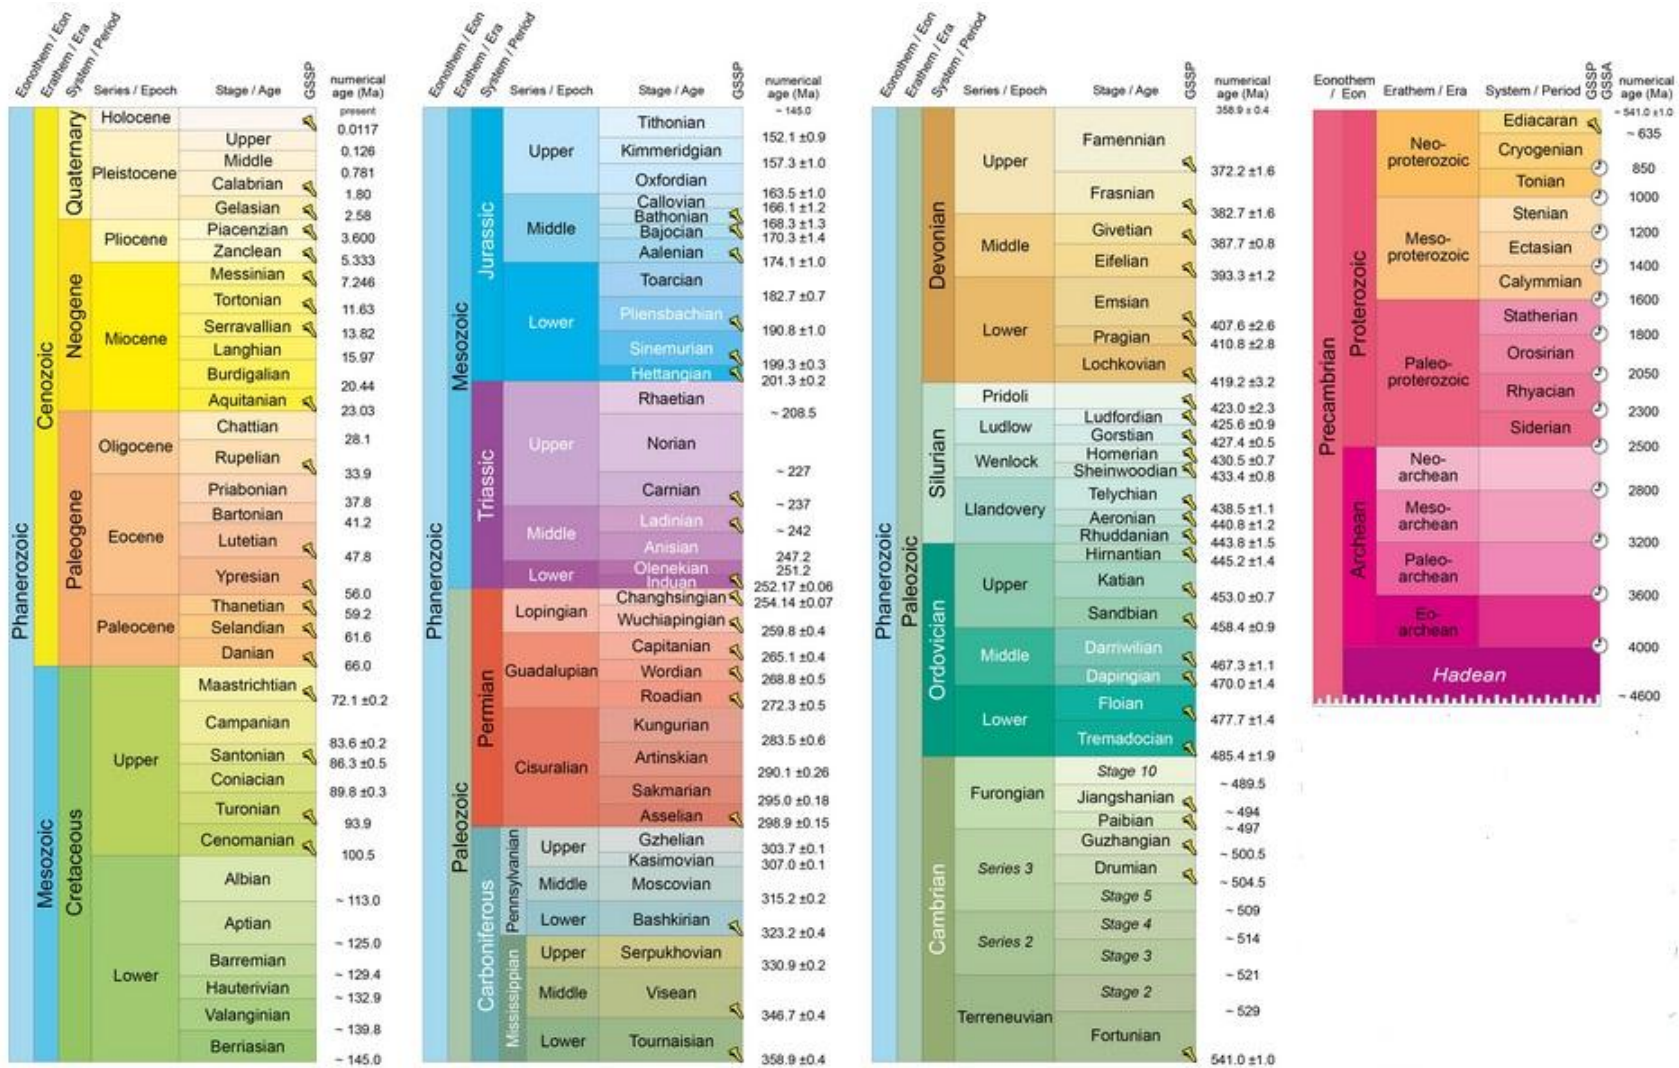 Eonothem / Eon
Erathem / Era
System / Period
Series / Epoch
Stage / Age
GSSP
numerical
age (Ma)
Phanerozoic
Cenozoic
Mesozoic
Quaternary
Neogene
Paleogene
Cretaceous
Holocene
Pleistocene
Pliocene
Miocene
Oligocene
Eocene
Paleocene
Upper
Lower
Upper
Middle
Calabrian
Gelasian
Piacenzian
Zanclean
Messinian
Tortonian
Serravallian
Langhian
Burdigalian
Aquitanian
Chattian
Rupelian
Priabonian
Bartonian
Lutetian
Ypresian
Thanetian
Selandian
Danian
Maastrichtian
Campanian
Santonian
Coniacian
Turonian
Cenomanian
Albian
Aptian
Barremian
Hauterivian
Valanginian
Berriasian
present
0.0117
0.126
0.781
1.80
2.58
3.600
5.333
7.246
11.63
13.82
15.97
20.44
23.03
28.1
33.9
37.8
41.2
47.8
56.0
59.2
61.6
66.0
72.1 ±0.2
83.6 ±0.2
86.3 ±0.5
89.8 ±0.3
93.9
100.5
~ 113.0
~ 125.0
~ 129.4
~ 132.9
~ 139.8
~ 145.0
Eonothem / Eon
Erathem / Era
System / Period
Series / Epoch
Stage / Age
GSSP
numerical
age (Ma)
Phanerozoic
Mesozoic
Paleozoic
Jurassic
Triassic
Permian
Carboniferous
Pennsylvanian
Mississippian
Upper
Middle
Lower
Upper
Middle
Lower
Lopingian
Guadalupian
Cisuralian
Upper
Middle
Lower
Upper
Middle
Lower
Tithonian
Kimmeridgian
Oxfordian
Callovian
Bathonian
Bajocian
Aalenian
Toarcian
Pliensbachian
Sinemurian
Hettangian
Rhaetian
Norian
Carnian
Ladinian
Anisian
Olenekian
Induan
Changhsingian
Wuchiapingian
Capitanian
Wordian
Roadian
Kungurian
Artinskian
Sakmarian
Asselian
Gzhelian
Kasimovian
Moscovian
Bashkirian
Serpukhovian
Visean
Tournaisian
~ 145.0
152.1 ±0.9
157.3 ±1.0
163.5 ±1.0
166.1 ±1.2
168.3 ±1.3
170.3 ±1.4
174.1 ±1.0
182.7 ±0.7
190.8 ±1.0
199.3 ±0.3
201.3 ±0.2
~ 208.5
~ 227
~ 237
~ 242
247.2
251.2
252.17 ±0.06
254.14 ±0.07
259.8 ±0.4
265.1 ±0.4
268.8 ±0.5
272.3 ±0.5
283.5 ±0.6
290.1 ±0.26
295.0 ±0.18
298.9 ±0.15
303.7 ±0.1
307.0 ±0.1
315.2 ±0.2
323.2 ±0.4
330.9 ±0.2
346.7 ±0.4
358.9 ±0.4
Eonothem / Eon
Erathem / Era
System / Period
Series / Epoch
Stage / Age
GSSP
numerical
age (Ma)
Phanerozoic
Paleozoic
Devonian
Silurian
Ordovician
Cambrian
Upper
Middle
Lower
Pridoli
Ludlow
Wenlock
Llandovery
Upper
Middle
Lower
Furongian
Series 3
Series 2
Terreneuvian
Famennian
Frasnian
Givetian
Eifelian
Emsian
Pragian
Lochkovian
Ludfordian
Gorstian
Homerian
Sheinwoodian
Telychian
Aeronian
Rhuddanian
Hirnantian
Katian
Sandbian
Darriwilian
Dapingian
Floian
Tremadocian
Stage 10
Jiangshanian
Paibian
Guzhangian
Drumian
Stage 5
Stage 4
Stage 3
Stage 2
Fortunian
358.9 ± 0.4
372.2 ±1.6
382.7 ±1.6
387.7 ±0.8
393.3 ±1.2
407.6 ±2.6
410.8 ±2.8
419.2 ±3.2
423.0 ±2.3
425.6 ±0.9
427.4 ±0.5
430.5 ±0.7
433.4 ±0.8
438.5 ±1.1
440.8 ±1.2
443.8 ±1.5
445.2 ±1.4
453.0 ±0.7
458.4 ±0.9
467.3 ±1.1
470.0 ±1.4
477.7 ±1.4
485.4 ±1.9
~ 489.5
~ 494
~ 497
~ 500.5
~ 504.5
~ 509
~ 514
~ 521
~ 529
541.0 ±1.0
Eonothem
/ Eon
Erathem / Era
System / Period
GSSP
GSSA
numerical
age (Ma)
Precambrian
Proterozoic
Archean
Hadean
Neo-
proterozoic
Meso-
proterozoic
Paleo-
proterozoic
Neo-
archean
Meso-
archean
Paleo-
archean
Eo-
archean
Ediacaran
Cryogenian
Tonian
Stenian
Ectasian
Calymmian
Statherian
Orosirian
Rhyacian
Siderian
~ 541.0 ±1.0
~ 635
850
1000
1200
1400
1600
1800
2050
2300
2500
2800
3200
3600
4000
~ 4600